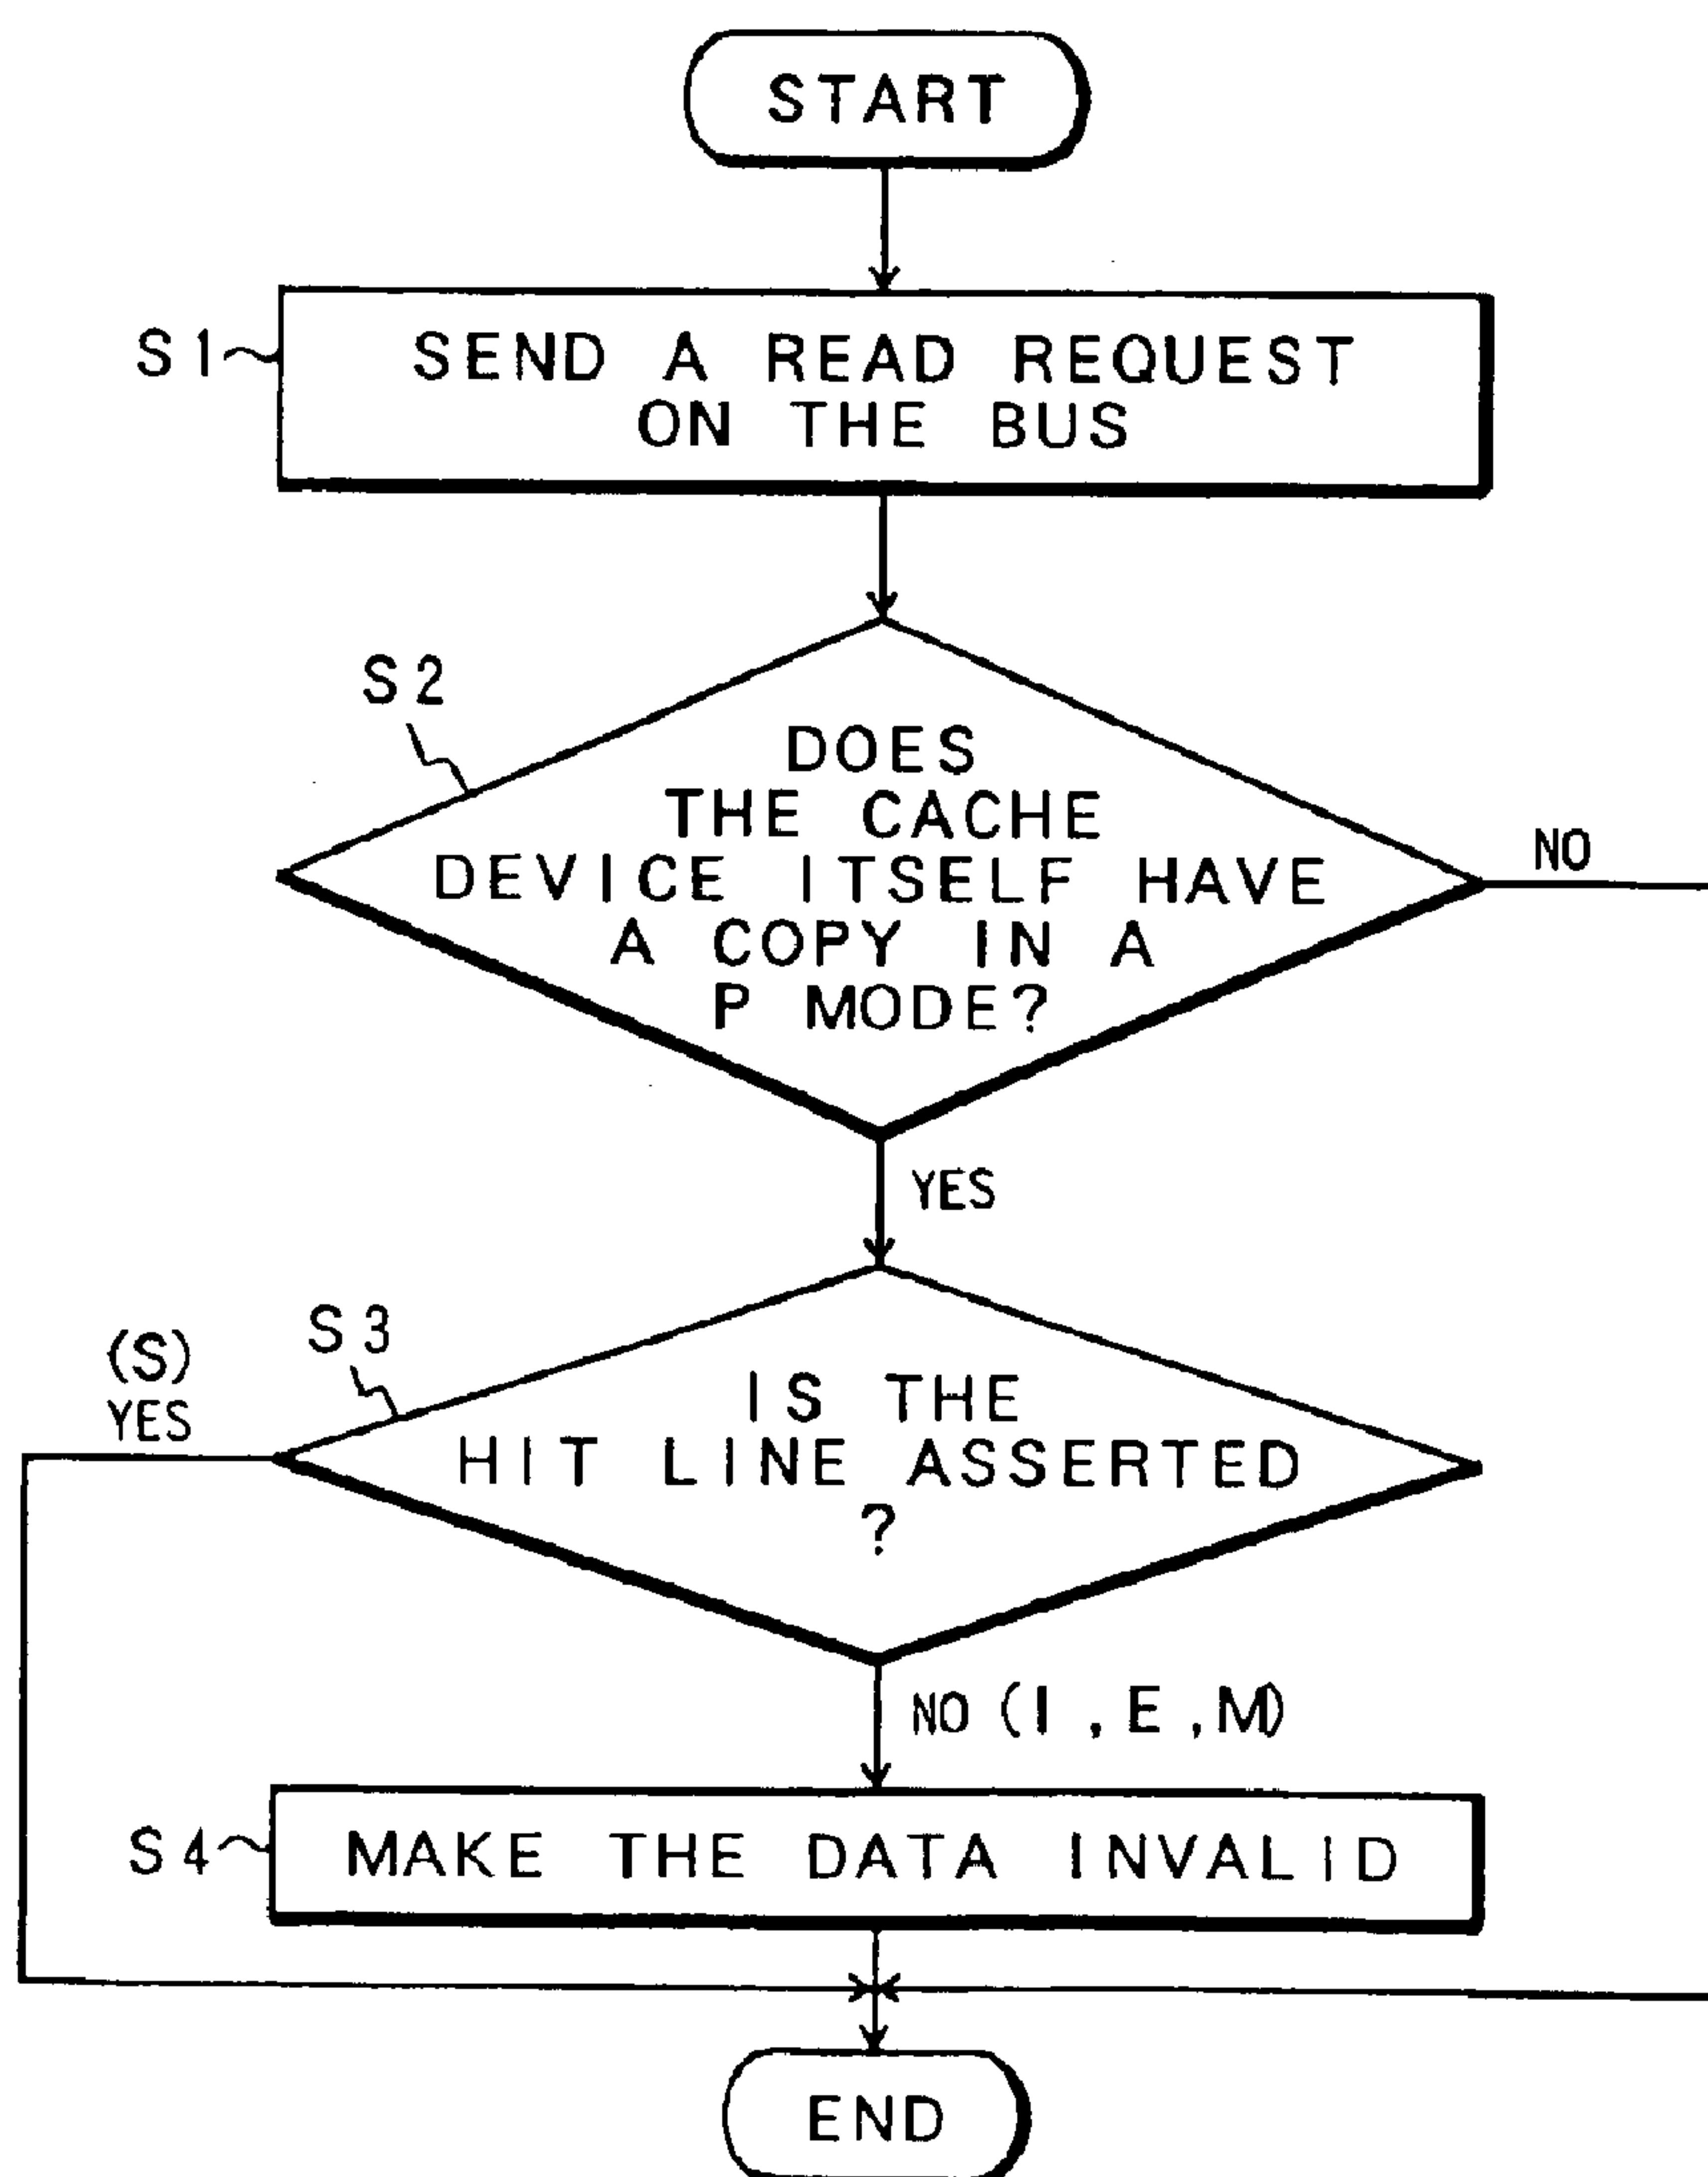 START
S1
SEND A READ REQUEST
ON THE BUS
S2
DOES
THE CACHE
DEVICE ITSELF HAVE
A COPY IN A
P MODE?
NO
YES
S3
(S)
YES
IS THE
HIT LINE ASSERTED
?
NO (I, E, M)
S4
MAKE THE DATA INVALID
END